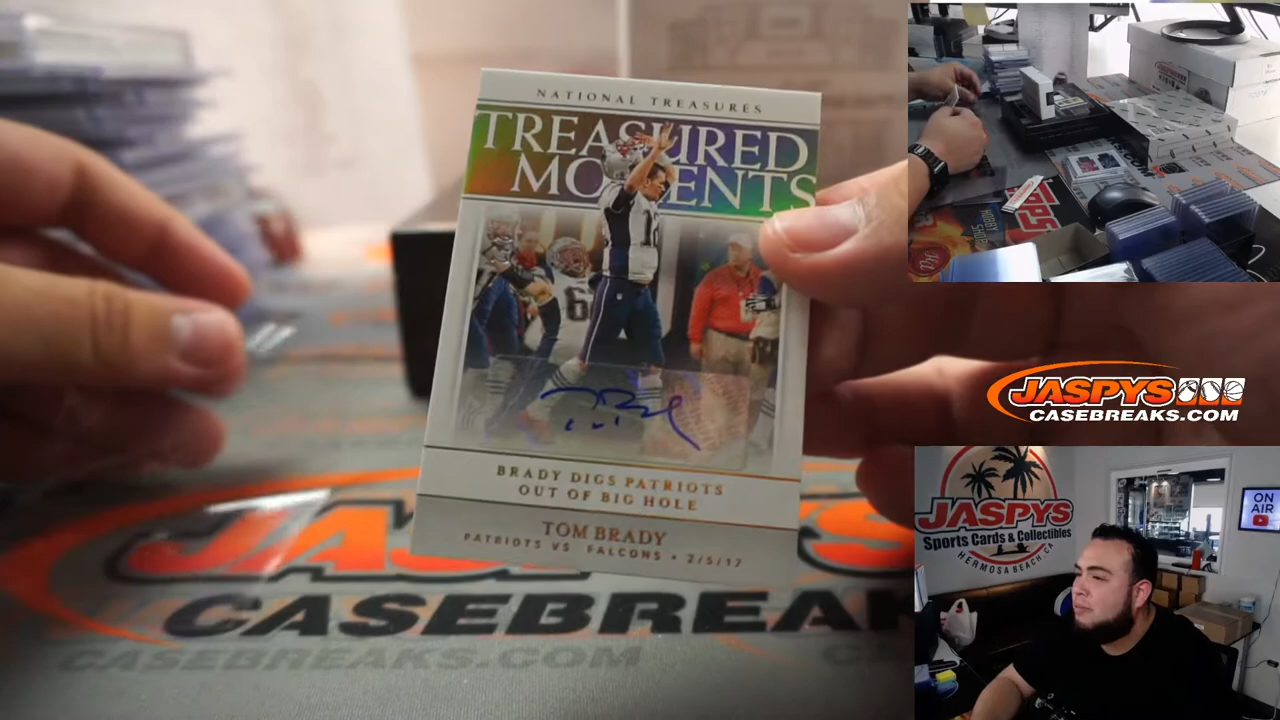 NATIONAL TREASURES
TREASURED
MOMENTS
BRADY DIGS PATRIOTS
OUT OF BIG HOLE
TOM BRADY
PATRIOTS VS FALCONS • 2/5/17
CASEBREAK
CASEBREAKS.COM
JASPYS
CASEBREAKS.COM
JASPYS
Sports Cards & Collectibles
HERMOSA BEACH, CA
ON
AIR